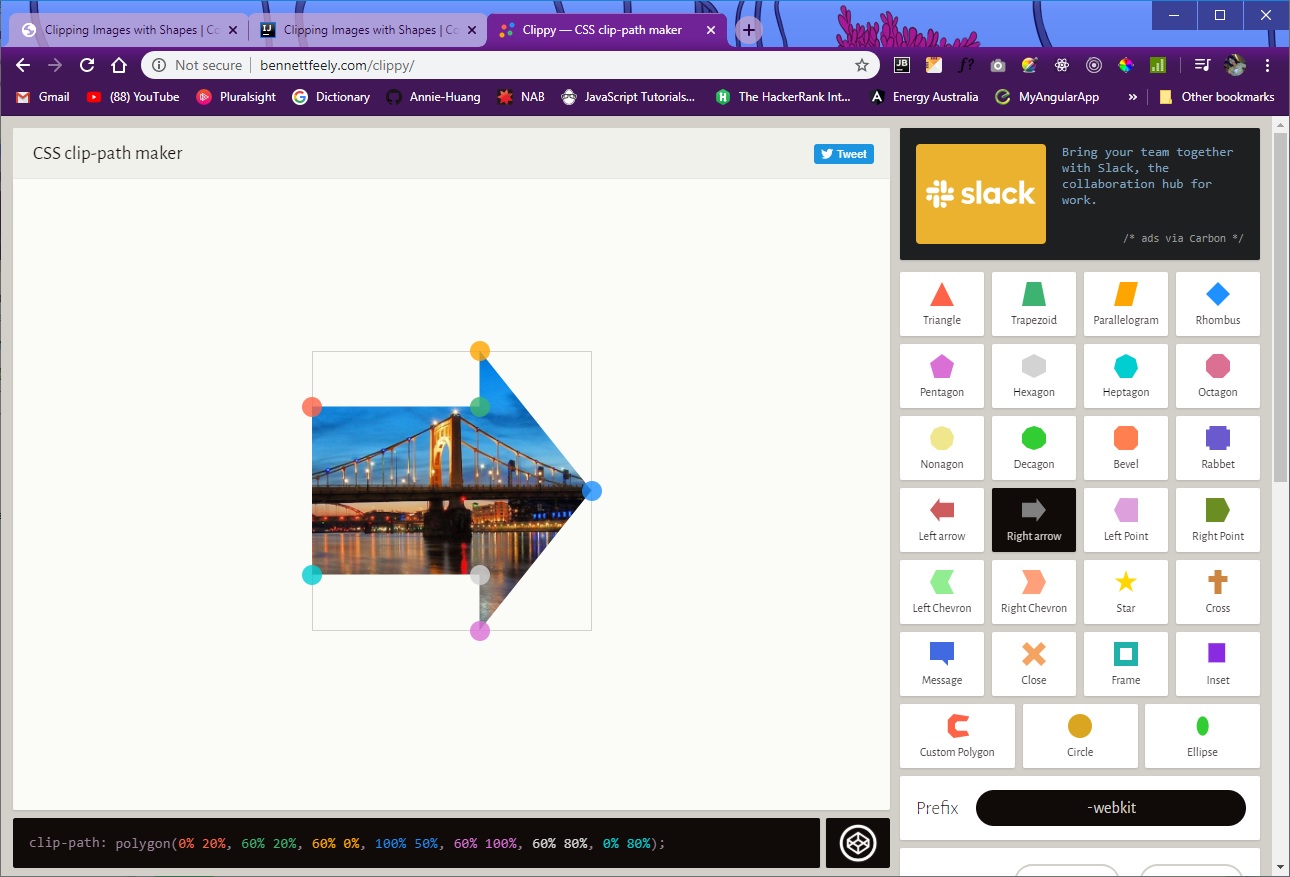 Clipping Images with Shapes | Co
Clipping Images with Shapes | Co
Clippy — CSS clip-path maker
Not secure
bennettfeely.com/clippy/
Gmail
(88) YouTube
Pluralsight
Dictionary
Annie-Huang
NAB
JavaScript Tutorials...
The HackerRank Int...
Energy Australia
MyAngularApp
»
Other bookmarks
CSS clip-path maker
Tweet
slack
Bring your team together
with Slack, the
collaboration hub for
work.
/* ads via Carbon */
Triangle
Trapezoid
Parallelogram
Rhombus
Pentagon
Hexagon
Heptagon
Octagon
Nonagon
Decagon
Bevel
Rabbet
Left arrow
Right arrow
Left Point
Right Point
Left Chevron
Right Chevron
Star
Cross
Message
Close
Frame
Inset
Custom Polygon
Circle
Ellipse
Prefix
-webkit
clip-path: polygon(0% 20%, 60% 20%, 60% 0%, 100% 50%, 60% 100%, 60% 80%, 0% 80%);